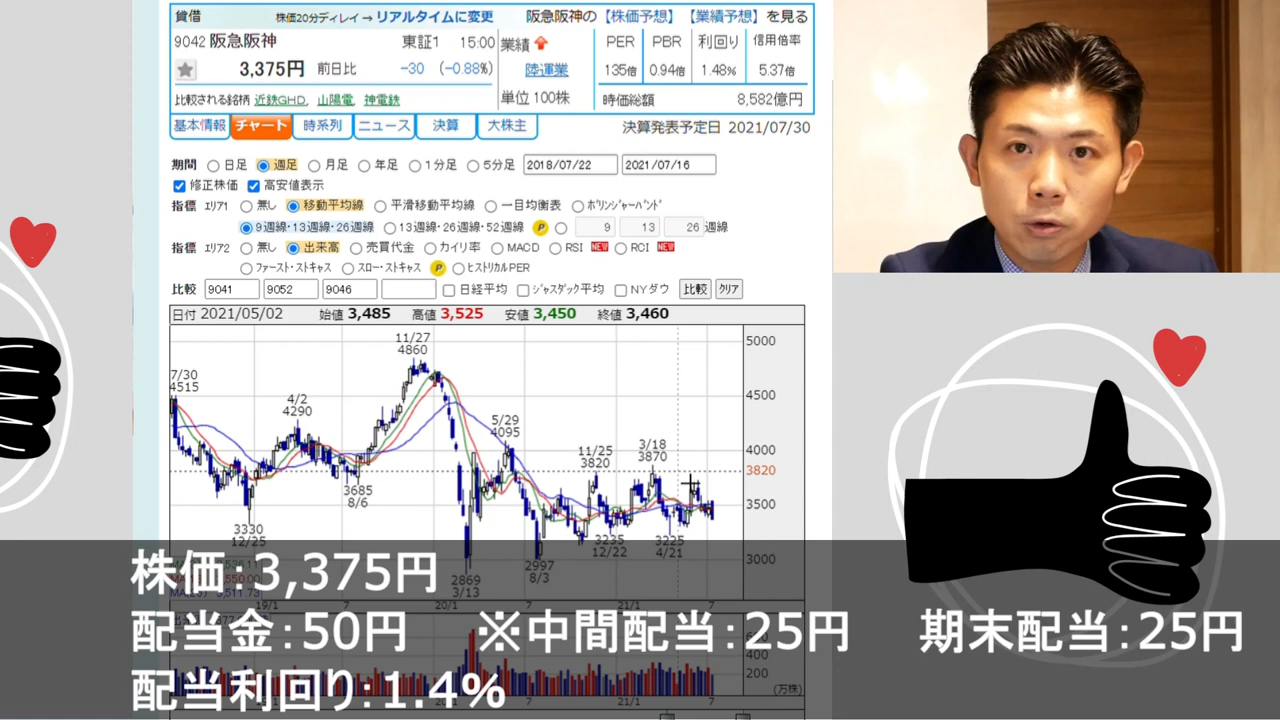 貸借 株価20分ディレイ → リアルタイムに変更 阪急阪神の【株価予想】【業績予想】を見る
9042 阪急阪神 東証1 15:00
3,375円 前日比 -30 (-0.88%)
比較される銘柄 近鉄GHD, 山陽電, 神電鉄
業績
陸運業
単位 100株
PER PBR 利回り 信用倍率
135倍 0.94倍 1.48% 5.37倍
時価総額 8,582億円
基本情報 チャート 時系列 ニュース 決算 大株主 決算発表予定日 2021/07/30
期間 日足 週足 月足 年足 1分足 5分足 2018/07/22 2021/07/16
修正株価 高安値表示
指標 エリア1 無し 移動平均線 平滑移動平均線 一目均衡表 ボリンジャーバンド
9週線・13週線・26週線 13週線・26週線・52週線 P 9 13 26 週線
指標 エリア2 無し 出来高 売買代金 カイリ率 MACD RSI NEW RCI NEW
ファースト・ストキャス スロー・ストキャス P ヒストリカルPER
比較 9041 9052 9046 日経平均 ジャスダック平均 NYダウ 比較 クリア
日付 2021/05/02 始値 3,485 高値 3,525 安値 3,450 終値 3,460
11/27
4860
7/30
4515
4/2
4290
5/29
4095
11/25
3820
3/18
3870
3685
8/6
3330
12/25
3235
12/22
3225
4/21
2997
8/3
2869
3/13
5000
4500
4000
3820
3500
3000
19/1 7 20/1 7 21/1 7
400
200
(万株)
7 21/1 7
株価：3,375円
配当金：50円 ※中間配当：25円 期末配当：25円
配当利回り：1.4%